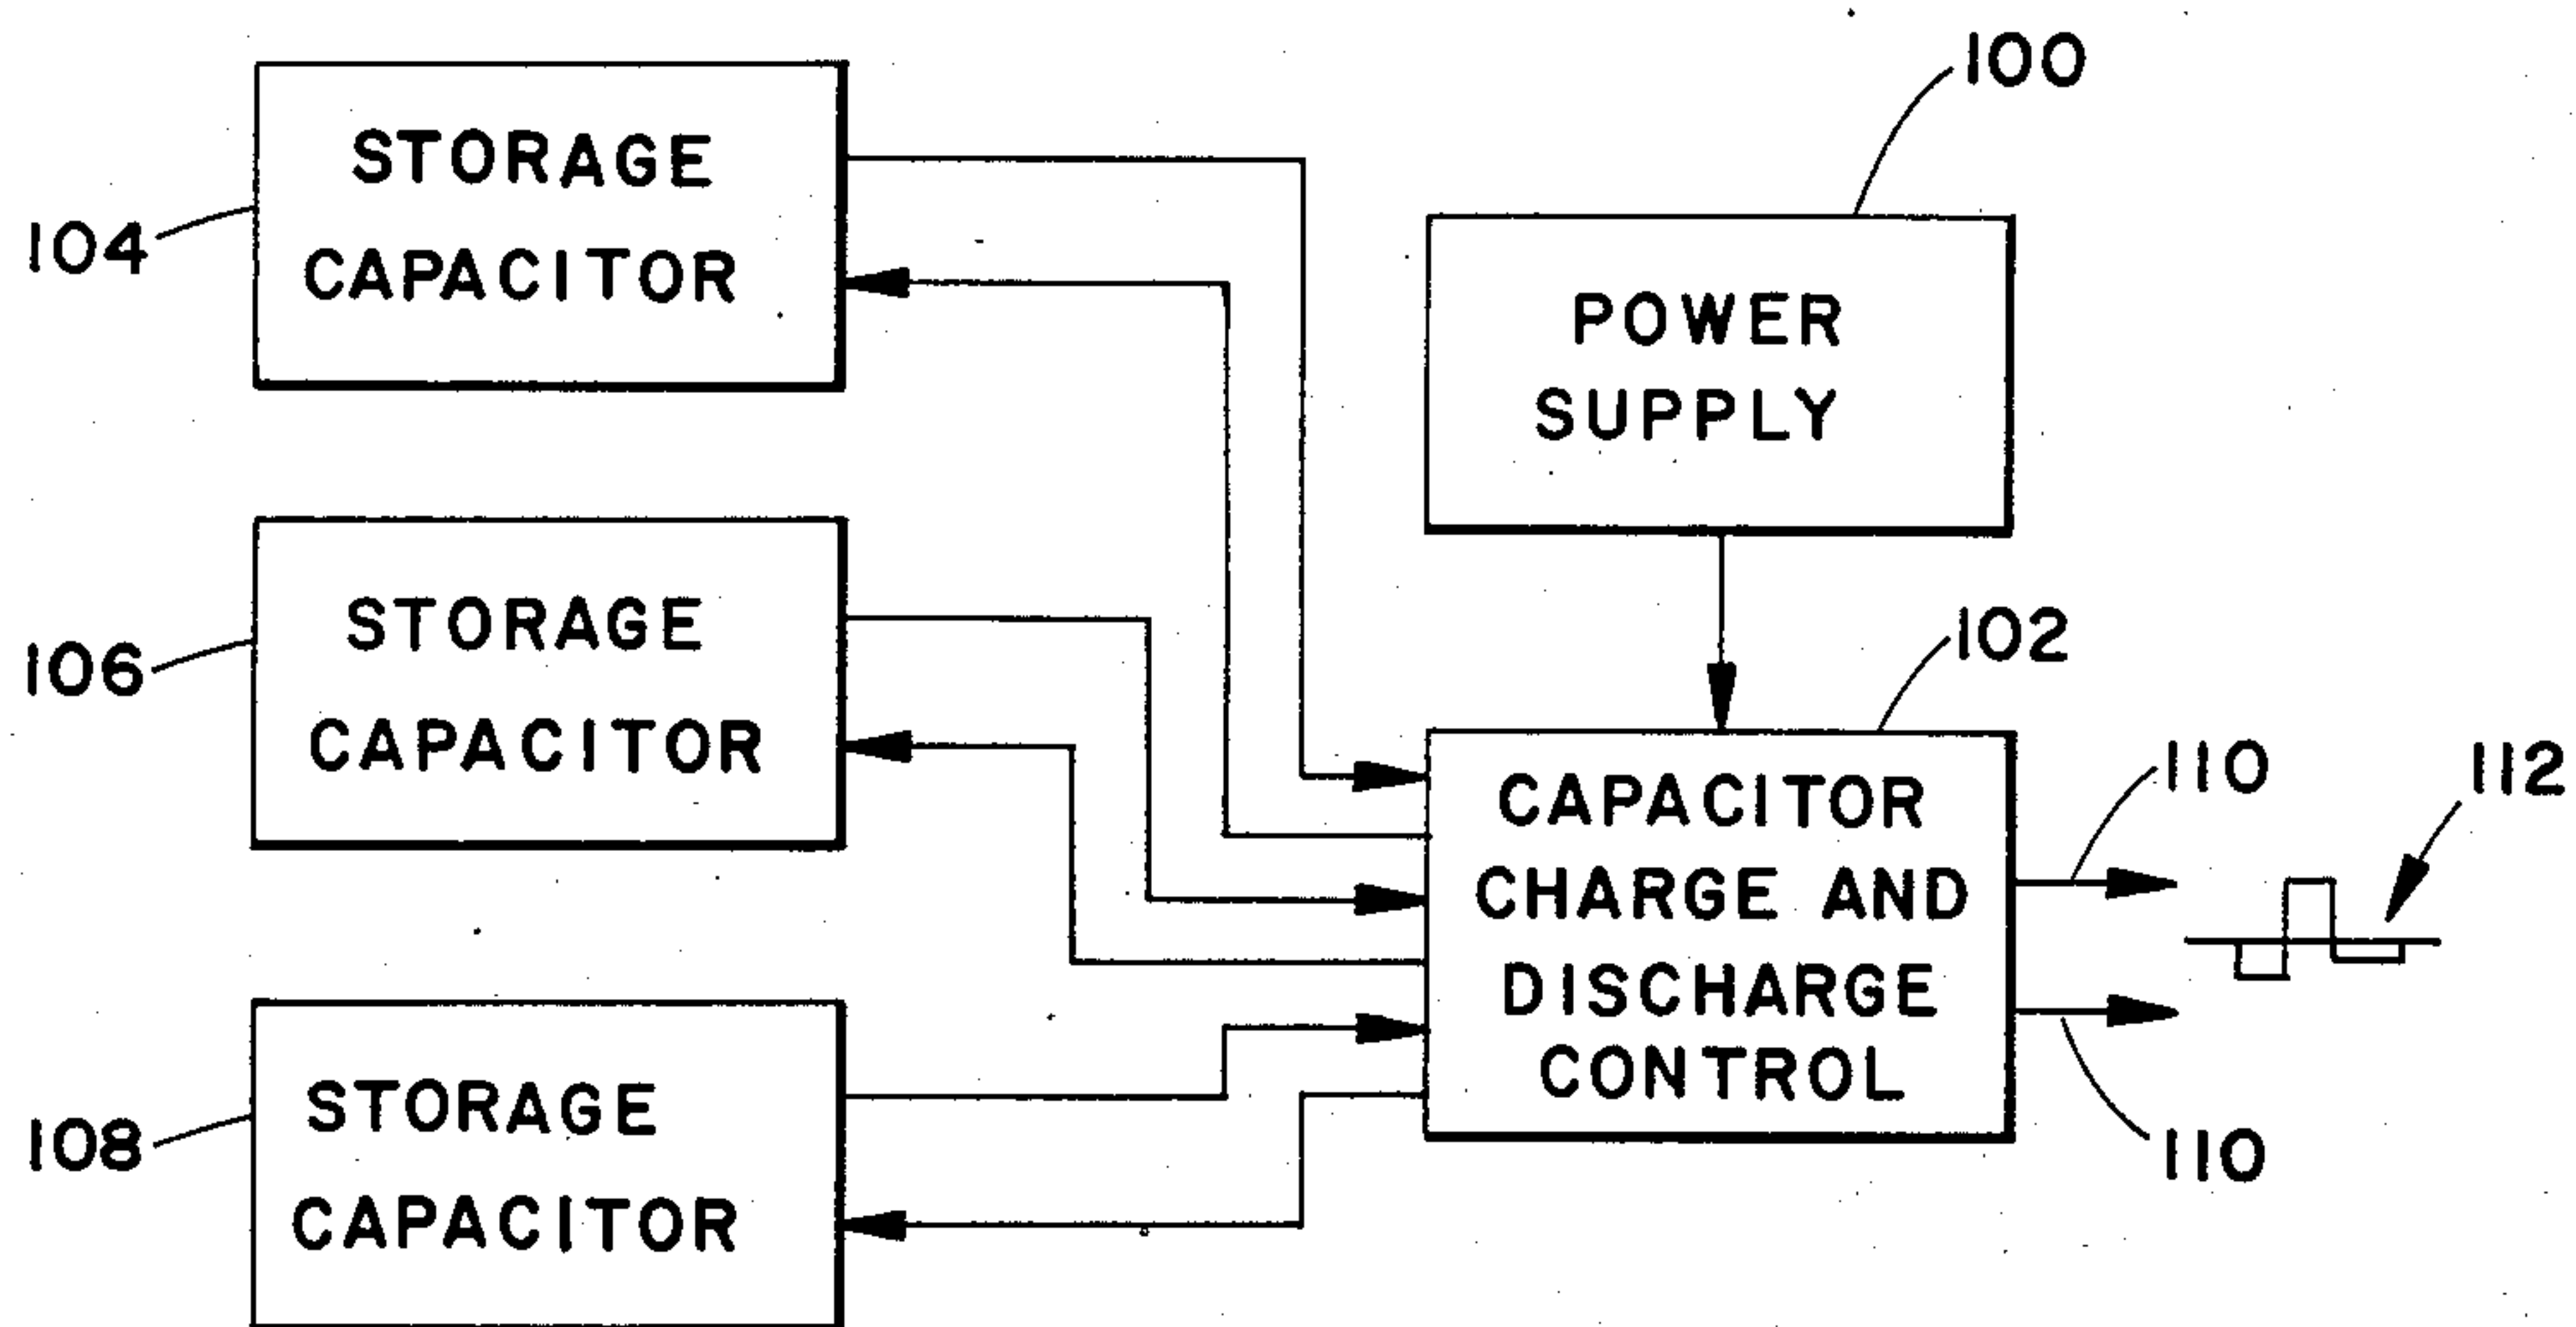 100
STORAGE
CAPACITOR
104
POWER
SUPPLY
STORAGE
CAPACITOR
106
102
CAPACITOR
CHARGE AND
DISCHARGE
CONTROL
110
112
110
STORAGE
CAPACITOR
108